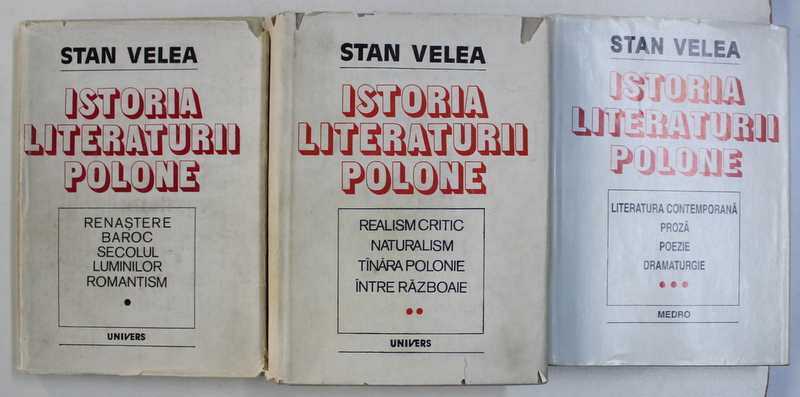 STAN VELEA
ISTORIA
LITERATURII
POLONE
RENAȘTERE
BAROC
SECOLUL
LUMINILOR
ROMANTISM
UNIVERS
STAN VELEA
ISTORIA
LITERATURII
POLONE
REALISM CRITIC
NATURALISM
TÎNĂRA POLONIE
ÎNTRE RĂZBOAIE
UNIVERS
STAN VELEA
ISTORIA
LITERATURII
POLONE
LITERATURA CONTEMPORANĂ
PROZĂ
POEZIE
DRAMATURGIE
MEDRO